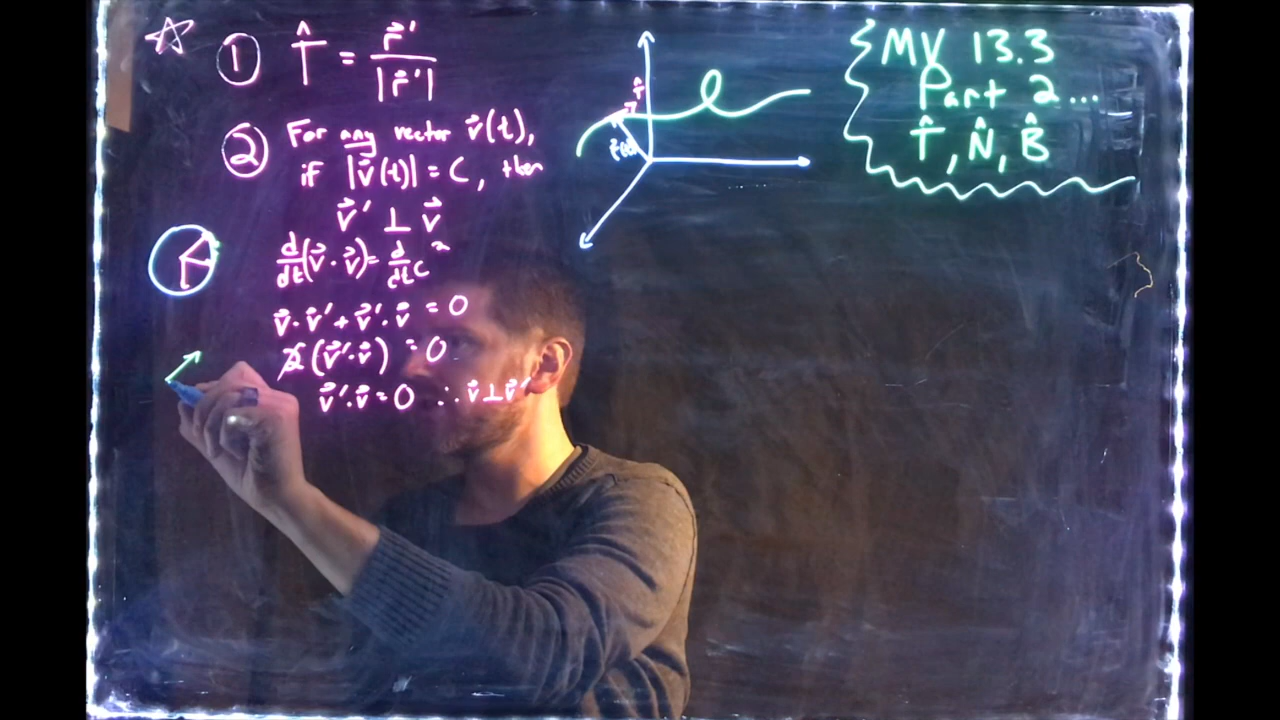 ① T̂ = r⃗' / |r⃗'|
② For any vector v⃗(t),
if |v⃗(t)| = C, then
v⃗' ⊥ v⃗
d/dt(v⃗ · v⃗) = d/dt C²
v⃗ · v⃗' + v⃗' · v⃗ = 0
2(v⃗' · v⃗) = 0
v⃗' · v⃗ = 0 ∴ v⃗ ⊥ v⃗'
T̂
r⃗(t)
MV 13.3
Part 2...
T̂, N̂, B̂